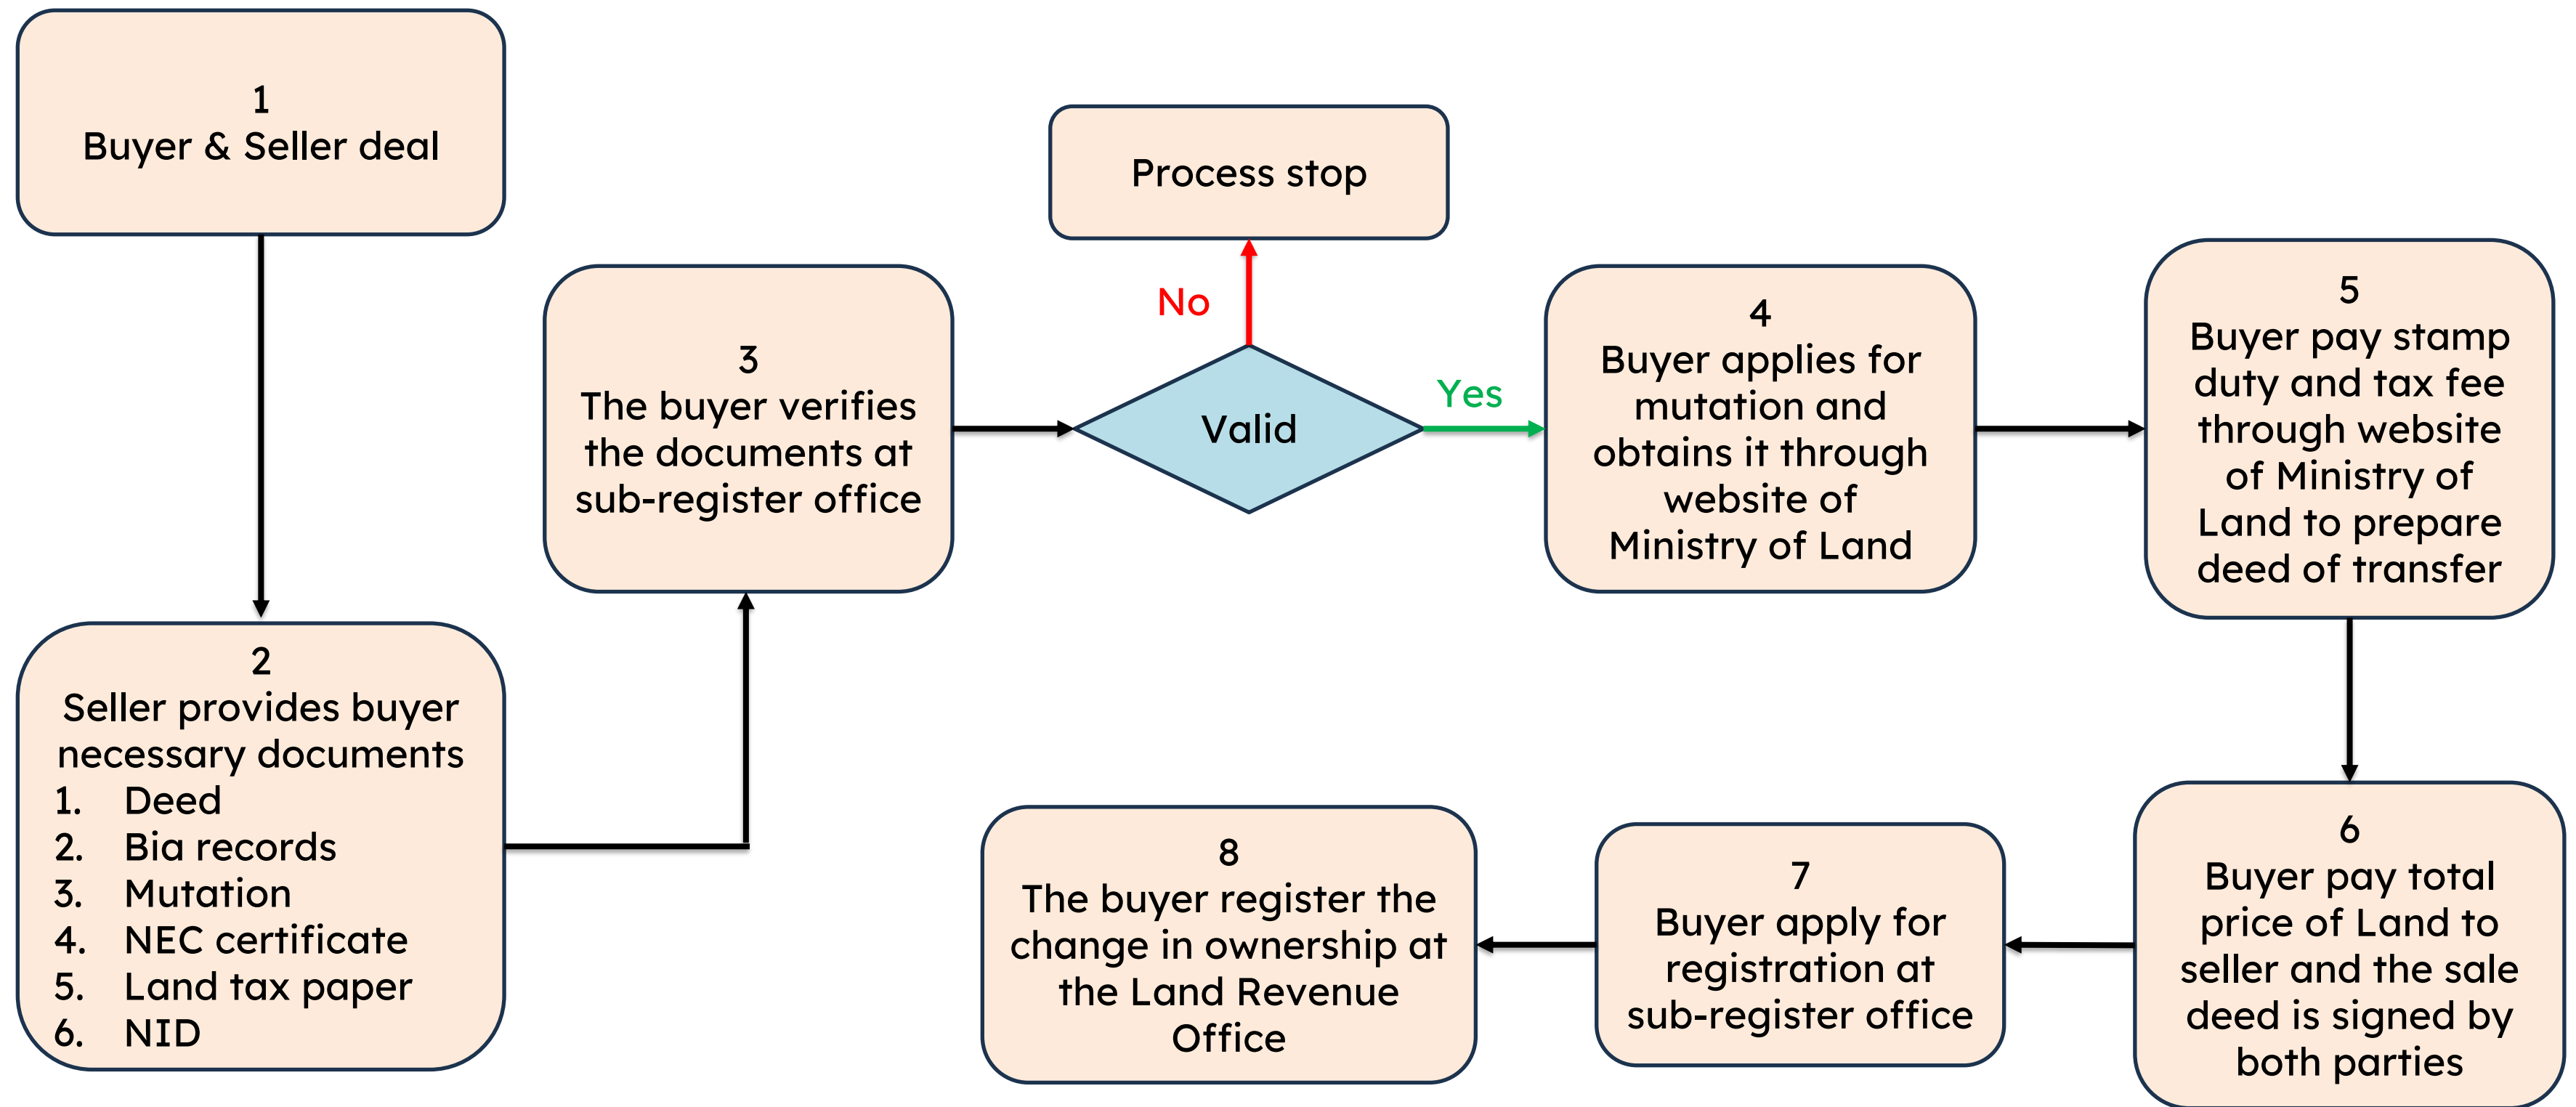 1
Buyer & Seller deal
2
Seller provides buyer
necessary documents
1. Deed
2. Bia records
3. Mutation
4. NEC certificate
5. Land tax paper
6. NID
3
The buyer verifies
the documents at
sub-register office
Valid
No
Process stop
Yes
4
Buyer applies for
mutation and
obtains it through
website of
Ministry of Land
5
Buyer pay stamp
duty and tax fee
through website
of Ministry of
Land to prepare
deed of transfer
6
Buyer pay total
price of Land to
seller and the sale
deed is signed by
both parties
7
Buyer apply for
registration at
sub-register office
8
The buyer register the
change in ownership at
the Land Revenue
Office